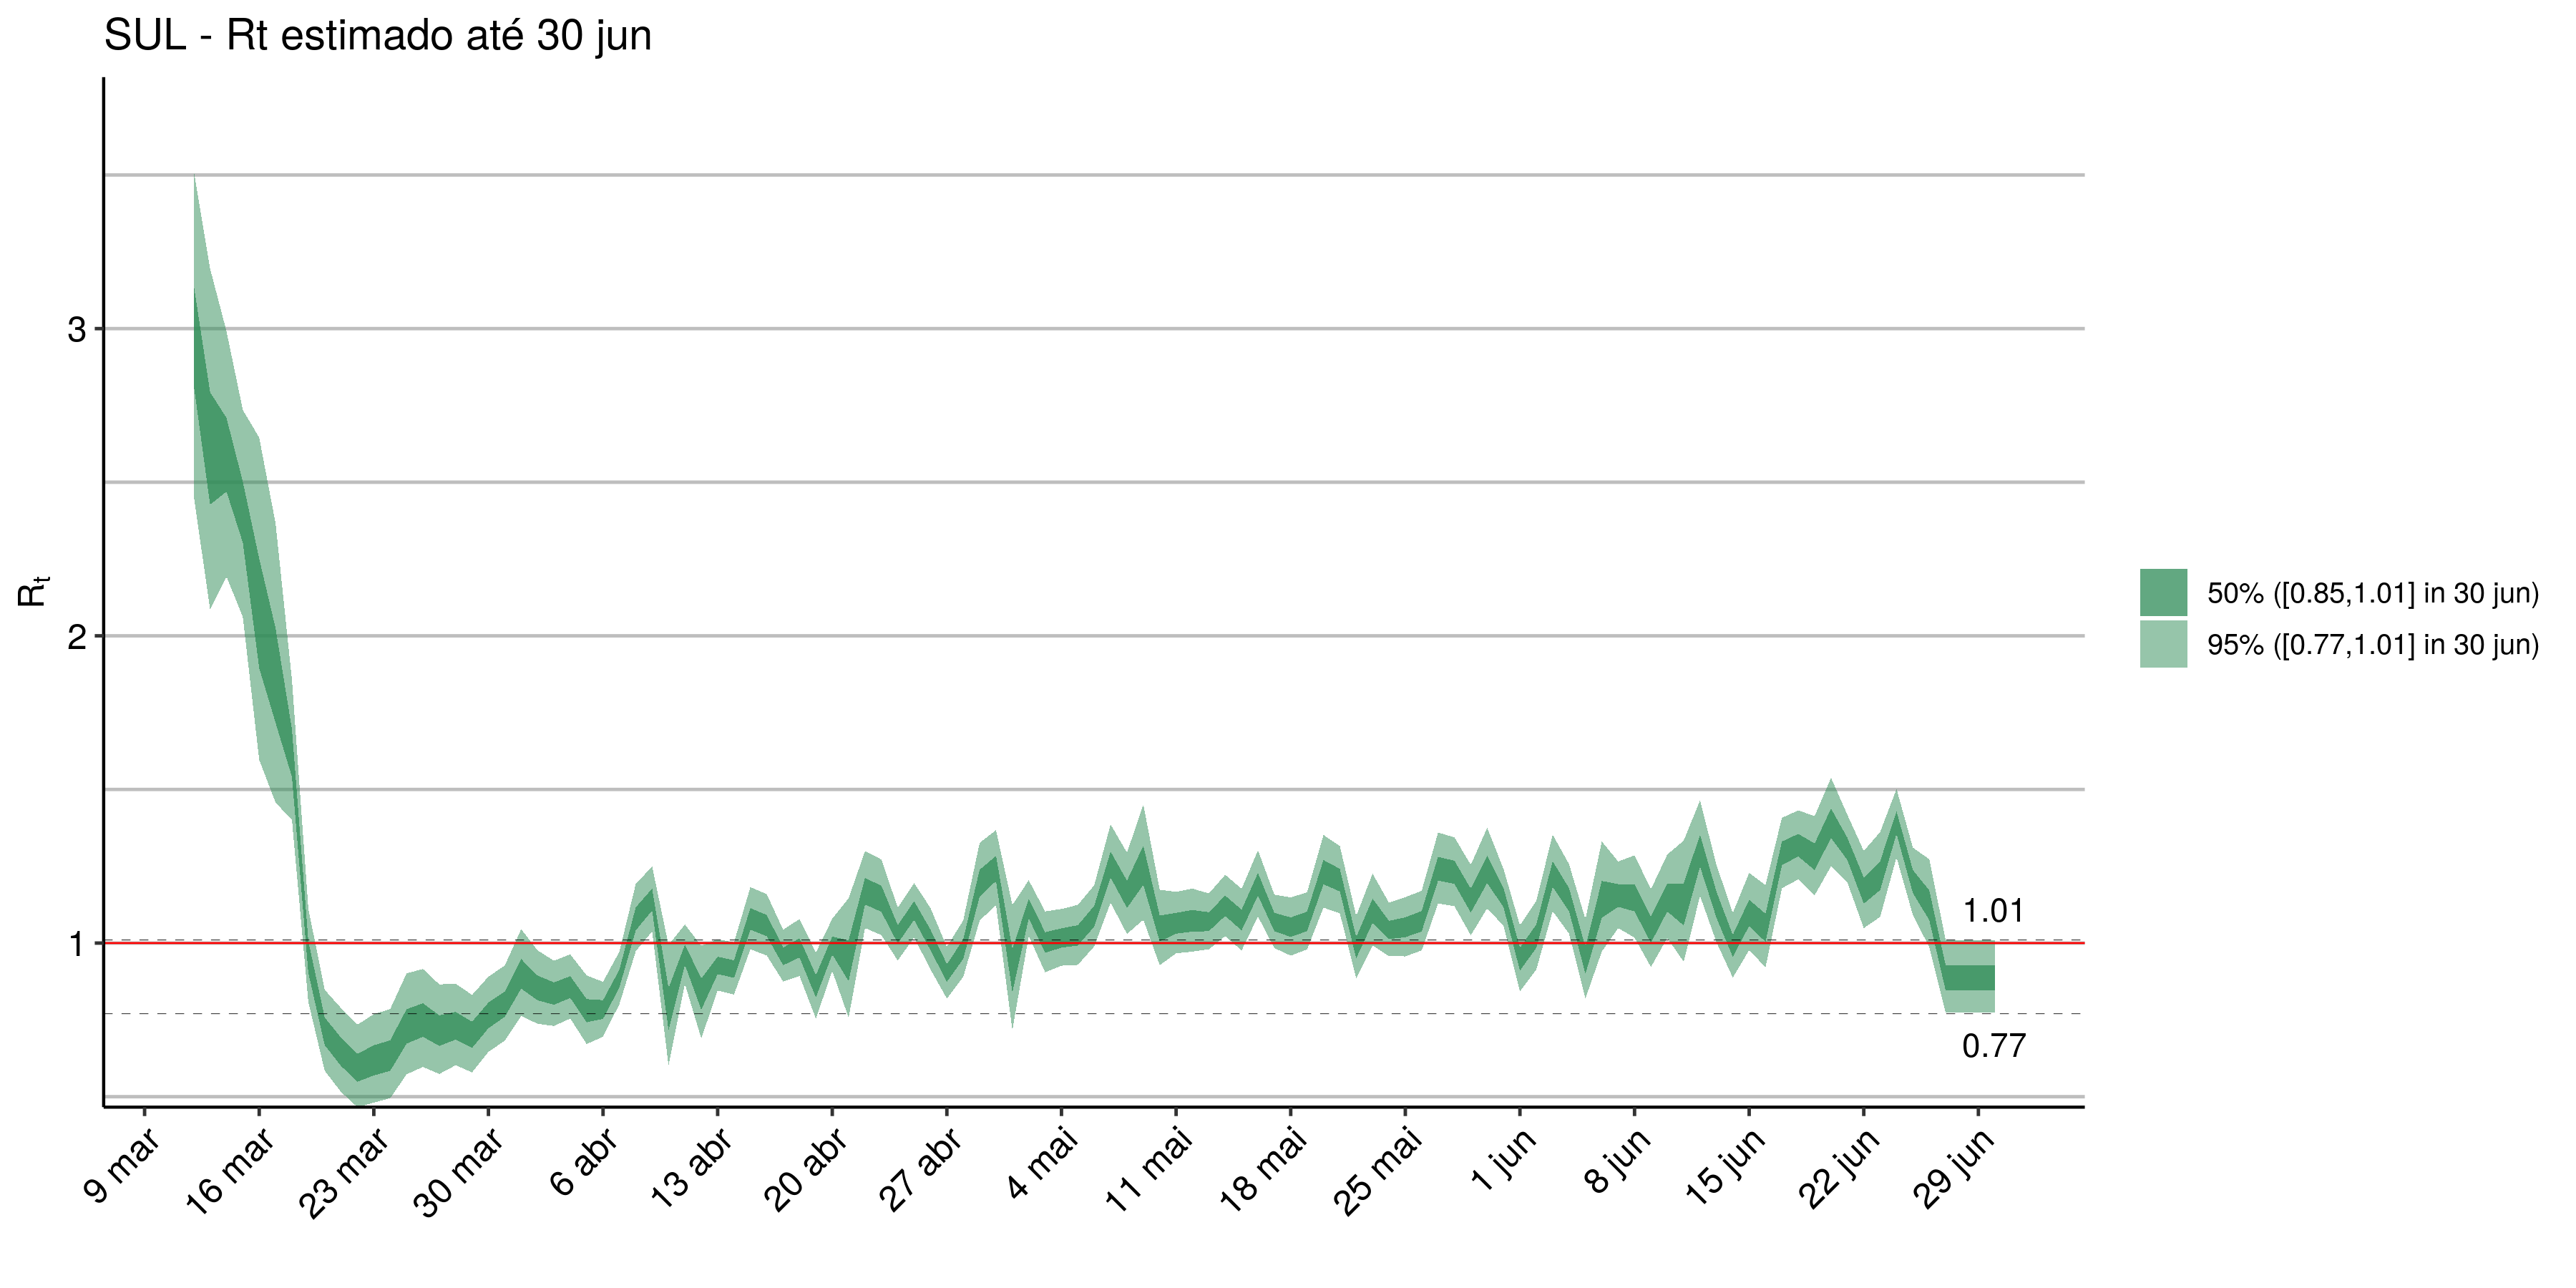 SUL - Rt estimado até 30 jun
Rt
3
2
1
1.01
0.77
9 mar
16 mar
23 mar
30 mar
6 abr
13 abr
20 abr
27 abr
4 mai
11 mai
18 mai
25 mai
1 jun
8 jun
15 jun
22 jun
29 jun
50% ([0.85,1.01] in 30 jun)
95% ([0.77,1.01] in 30 jun)